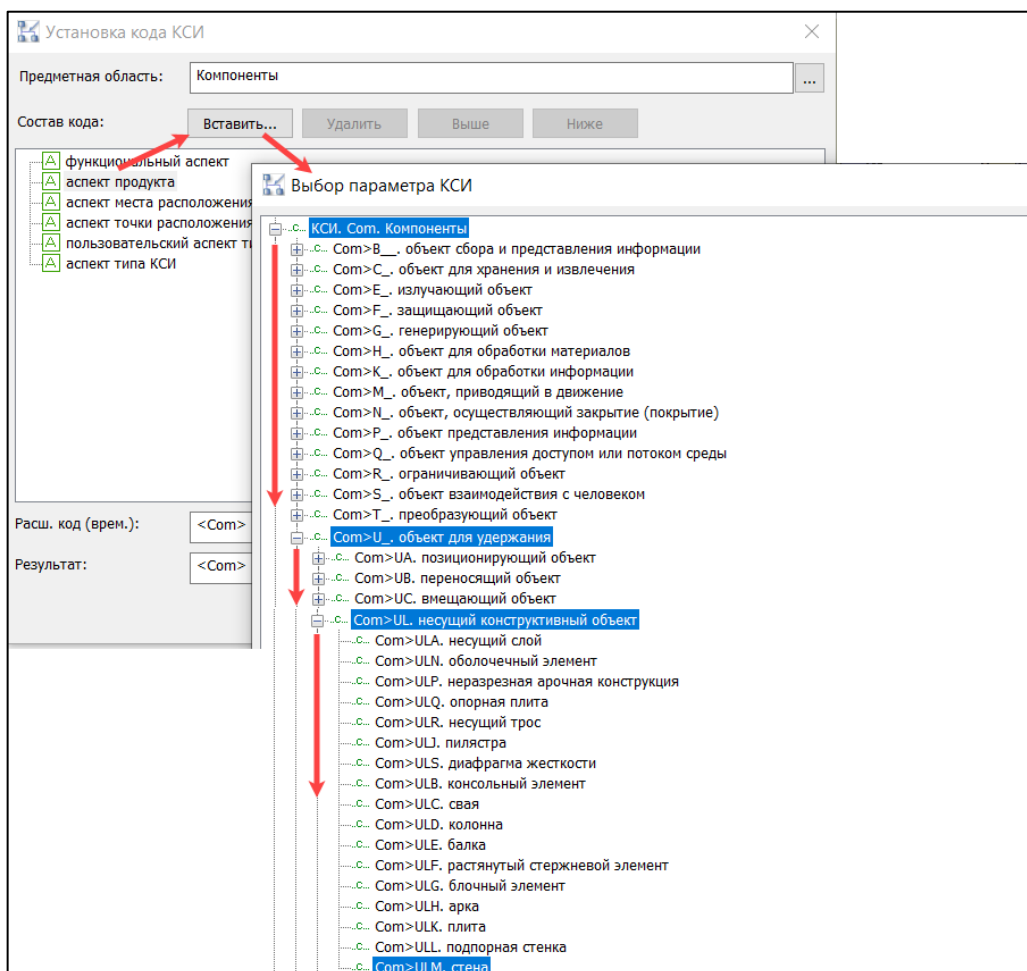 Установка кода КСИ
Предметная область: Компоненты ...
Состав кода: Вставить... Удалить Выше Ниже
функциональный аспект
аспект продукта
аспект места расположения
аспект точки расположения
пользовательский аспект ти
аспект типа КСИ
Расш. код (врем.): <Com>
Результат: <Com>
Выбор параметра КСИ
КСИ. Com. Компоненты
Com>B__. объект сбора и представления информации
Com>C_. объект для хранения и извлечения
Com>E_. излучающий объект
Com>F_. защищающий объект
Com>G_. генерирующий объект
Com>H_. объект для обработки материалов
Com>K_. объект для обработки информации
Com>M_. объект, приводящий в движение
Com>N_. объект, осуществляющий закрытие (покрытие)
Com>P_. объект представления информации
Com>Q_. объект управления доступом или потоком среды
Com>R_. ограничивающий объект
Com>S_. объект взаимодействия с человеком
Com>T_. преобразующий объект
Com>U_. объект для удержания
Com>UA. позиционирующий объект
Com>UB. переносящий объект
Com>UC. вмещающий объект
Com>UL. несущий конструктивный объект
Com>ULA. несущий слой
Com>ULN. оболочечный элемент
Com>ULP. неразрезная арочная конструкция
Com>ULQ. опорная плита
Com>ULR. несущий трос
Com>ULJ. пилястра
Com>ULS. диафрагма жесткости
Com>ULB. консольный элемент
Com>ULC. свая
Com>ULD. колонна
Com>ULE. балка
Com>ULF. растянутый стержневой элемент
Com>ULG. блочный элемент
Com>ULH. арка
Com>ULK. плита
Com>ULL. подпорная стенка
Com>ULM. стена